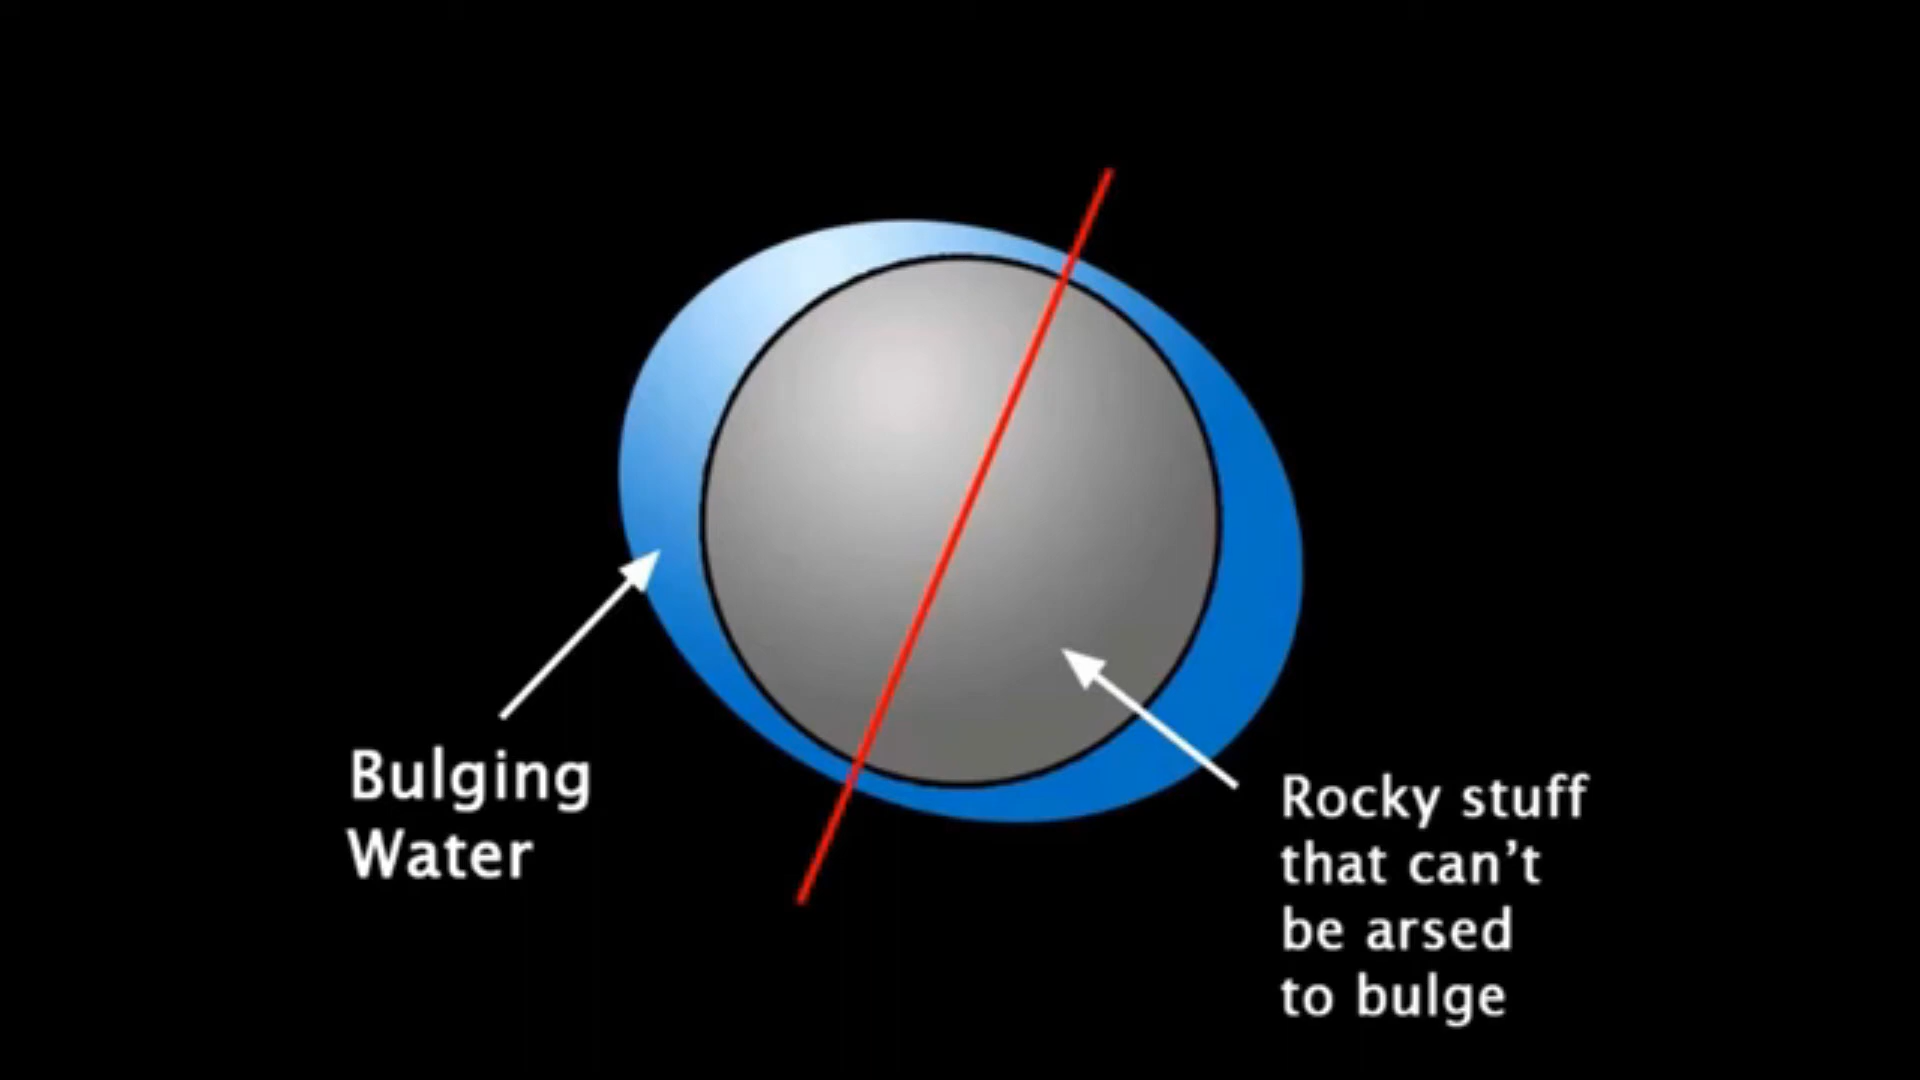 Bulging
Water
Rocky stuff
that can't
be arsed
to bulge